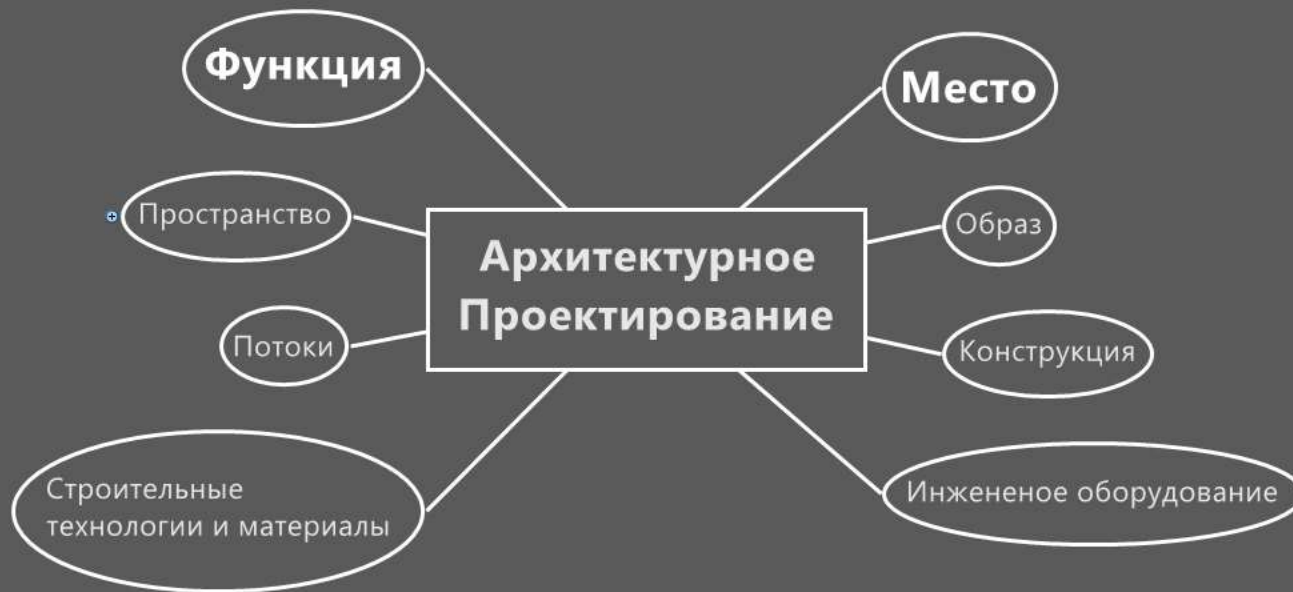 Функция
Место
Пространство
Образ
Архитектурное
Проектирование
Потоки
Конструкция
Строительные
технологии и материалы
Инжененое оборудование